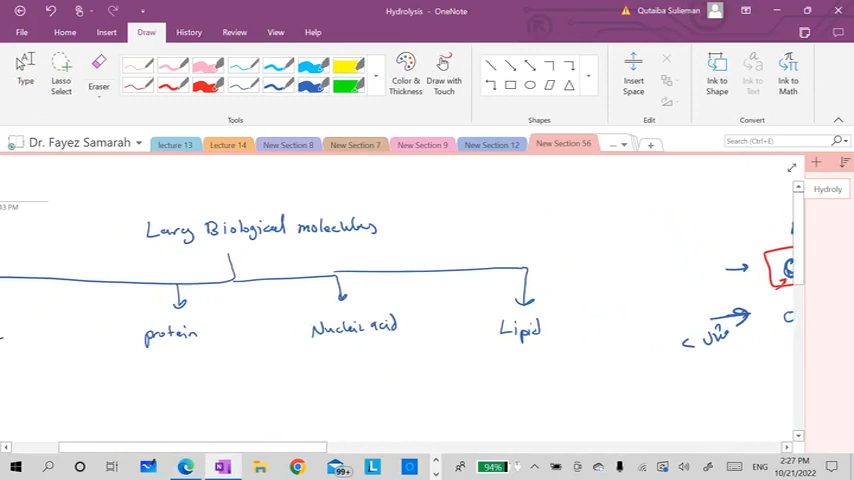 Hydrolysis - OneNote
Qutaiba Sulieman
File Home Insert Draw History Review View Help
Type
Lasso Select
Eraser
Color & Thickness
Draw with Touch
Insert Space
Ink to Shape
Ink to Text
Ink to Math
Tools
Shapes
Convert
Dr. Fayez Samarah
lecture 13
Lecture 14
New Section 8
New Section 7
New Section 9
New Section 12
New Section 56
Search (Ctrl+E)
43 PM
Hydroly
Larg Biological molecules
protein
Nucleic acid
Lipid
99+
94%
ENG
2:27 PM
10/21/2022